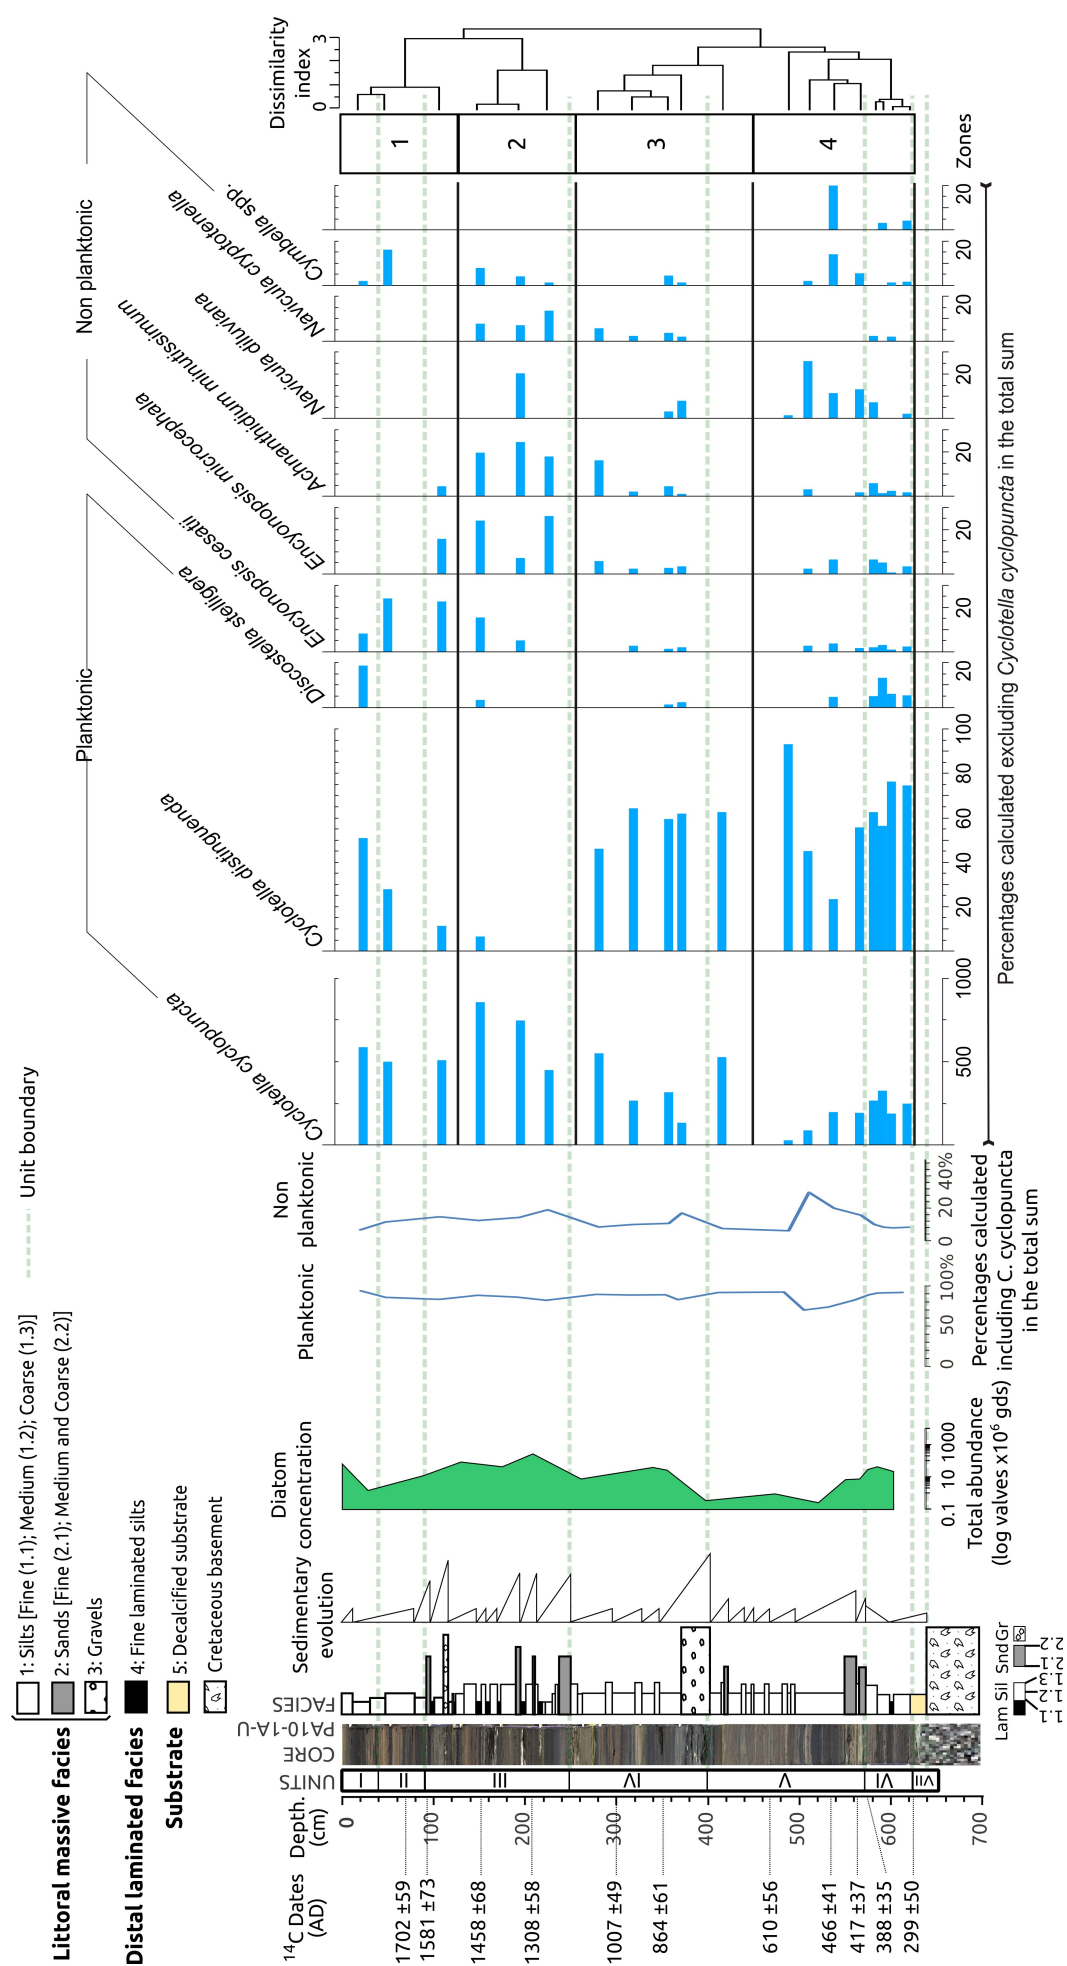 Littoral massive facies
1: Silts [Fine (1.1); Medium (1.2); Coarse (1.3)]
2: Sands [Fine (2.1); Medium and Coarse (2.2)]
3: Gravels
Distal laminated facies
4: Fine laminated silts
Substrate
5: Decalcified substrate
Cretaceous basement
Unit boundary
Planktonic
Non planktonic
Cyclotella cyclopuncta
Cyclotella distinguenda
Discostella stelligera
Encyonopsis cesatii
Encyonopsis microcephala
Achnanthidium minutissimum
Navicula diluviana
Navicula cryptotenella
Cymbella spp.
14C Dates
(AD)
Depth.
(cm)
UNITS
CORE
PA10-1A-U
FACIES
Sedimentary
evolution
Diatom
concentration
Planktonic
Non
planktonic
Dissimilarity
index
0 3
1702 ±59
1581 ±73
1458 ±68
1308 ±58
1007 ±49
864 ±61
610 ±56
466 ±41
417 ±37
388 ±35
299 ±50
0
100
200
300
400
500
600
700
I
II
III
IV
V
VI
VII
1
2
3
4
Zones
Lam Sil SndGr
1.1
1.2
1.3
2.1
2.2
0.1 10 1000
Total abundance
(log valves x10⁶ gds)
0 50 100%
0 20 40%
Percentages calculated
including C. cyclopuncta
in the total sum
500 1000
20 40 60 80 100
20
20
20
20
20
20
20
Percentages calculated excluding Cyclotella cyclopuncta in the total sum